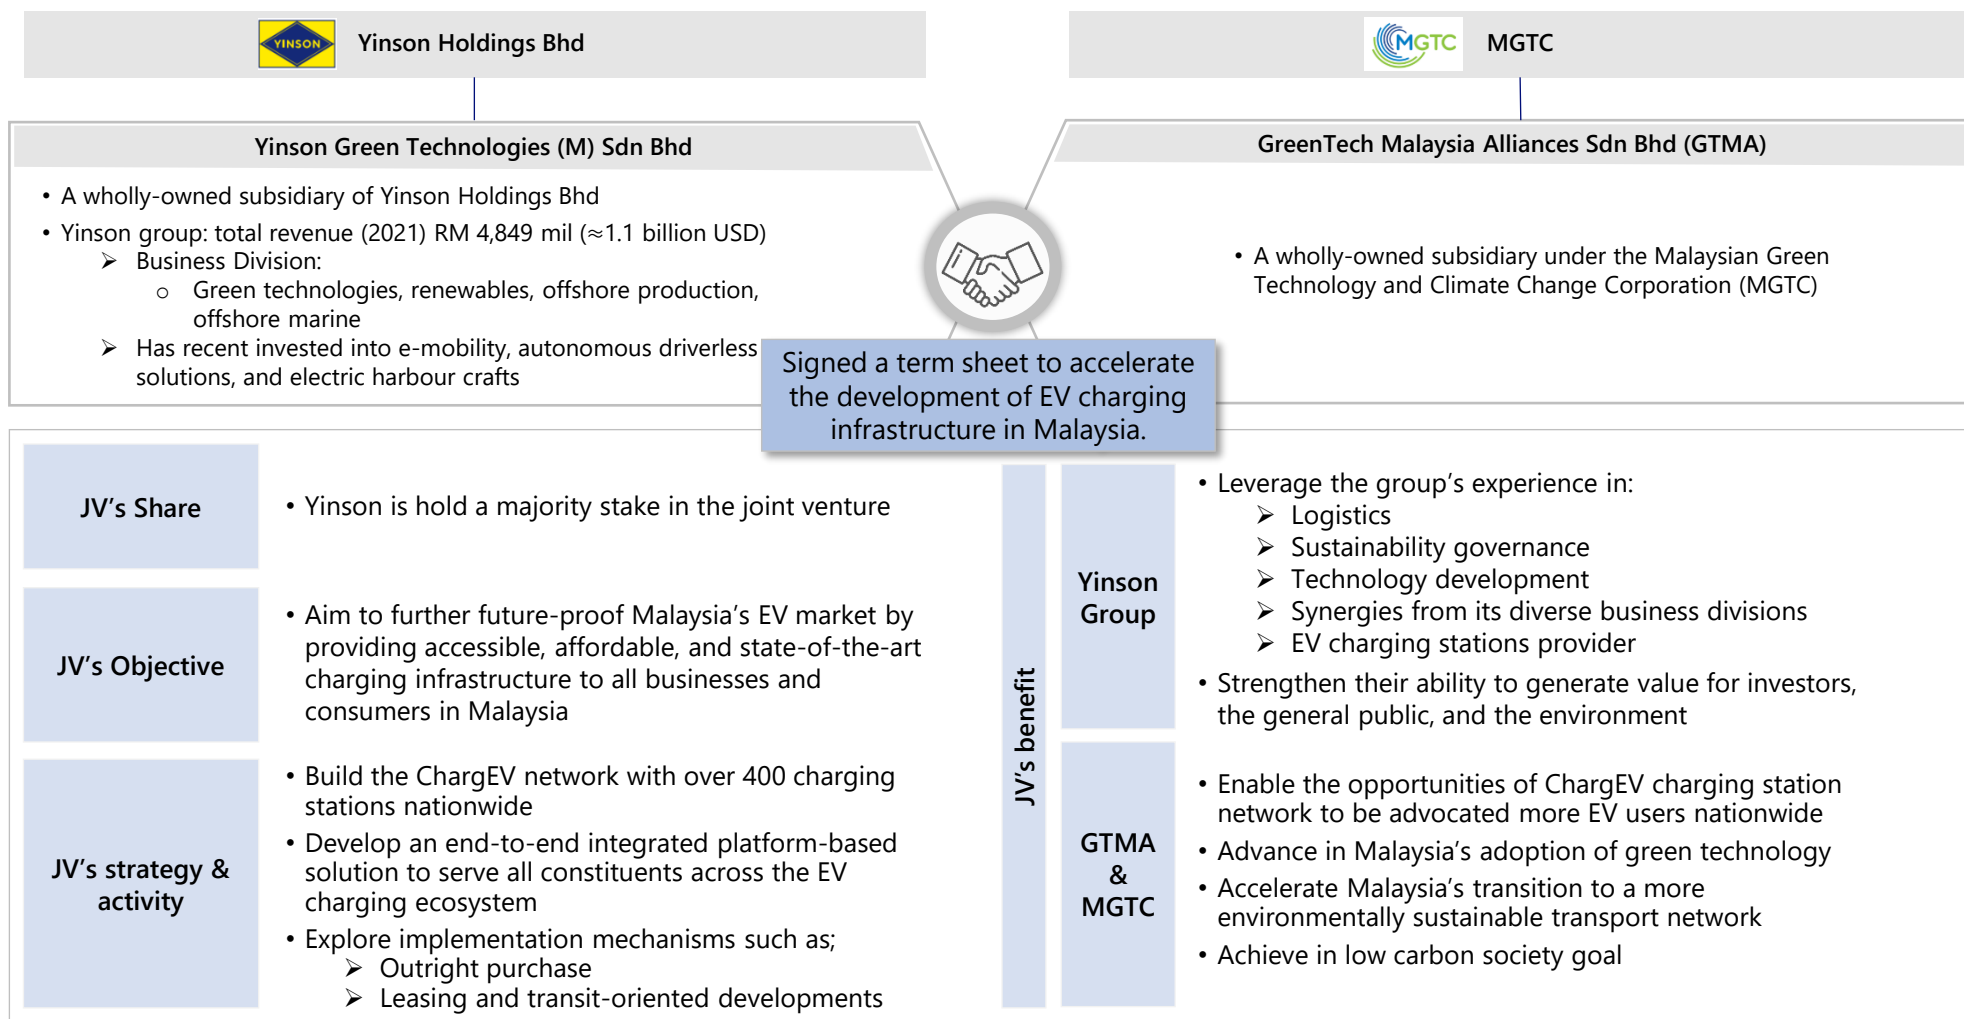 YINSON
Yinson Holdings Bhd
MGTC
MGTC
Yinson Green Technologies (M) Sdn Bhd
• A wholly-owned subsidiary of Yinson Holdings Bhd
• Yinson group: total revenue (2021) RM 4,849 mil (≈1.1 billion USD)
➢ Business Division:
o Green technologies, renewables, offshore production,
offshore marine
➢ Has recent invested into e-mobility, autonomous driverless
solutions, and electric harbour crafts
GreenTech Malaysia Alliances Sdn Bhd (GTMA)
• A wholly-owned subsidiary under the Malaysian Green
Technology and Climate Change Corporation (MGTC)
Signed a term sheet to accelerate
the development of EV charging
infrastructure in Malaysia.
JV’s Share
• Yinson is hold a majority stake in the joint venture
JV’s Objective
• Aim to further future-proof Malaysia’s EV market by
providing accessible, affordable, and state-of-the-art
charging infrastructure to all businesses and
consumers in Malaysia
JV’s strategy &
activity
• Build the ChargEV network with over 400 charging
stations nationwide
• Develop an end-to-end integrated platform-based
solution to serve all constituents across the EV
charging ecosystem
• Explore implementation mechanisms such as;
➢ Outright purchase
➢ Leasing and transit-oriented developments
JV’s benefit
Yinson
Group
• Leverage the group’s experience in:
➢ Logistics
➢ Sustainability governance
➢ Technology development
➢ Synergies from its diverse business divisions
➢ EV charging stations provider
• Strengthen their ability to generate value for investors,
the general public, and the environment
GTMA
&
MGTC
• Enable the opportunities of ChargEV charging station
network to be advocated more EV users nationwide
• Advance in Malaysia’s adoption of green technology
• Accelerate Malaysia’s transition to a more
environmentally sustainable transport network
• Achieve in low carbon society goal